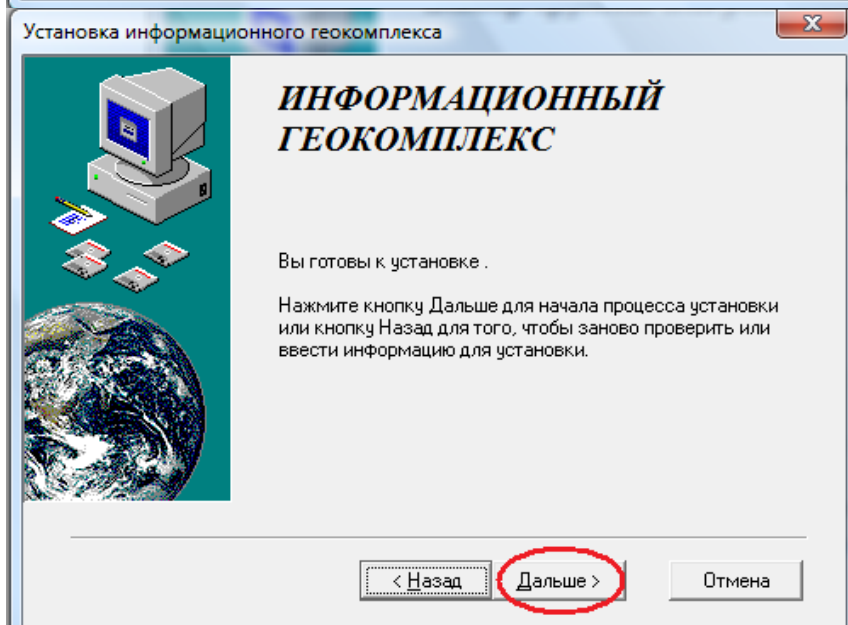 Установка информационного геокомплекса
ИНФОРМАЦИОННЫЙ
ГЕОКОМПЛЕКС
Вы готовы к установке .
Нажмите кнопку Дальше для начала процесса установки
или кнопку Назад для того, чтобы заново проверить или
ввести информацию для установки.
< Назад Дальше > Отмена